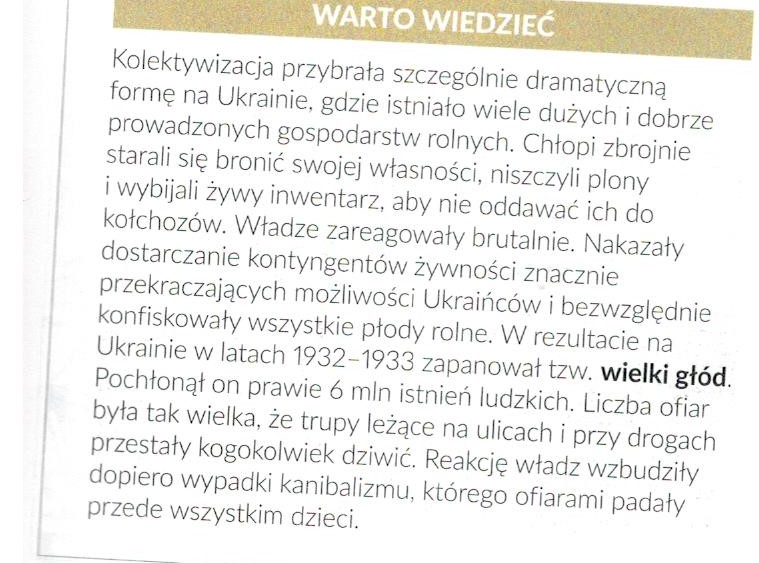 WARTO WIEDZIEĆ
Kolektywizacja przybrała szczególnie dramatyczną
formę na Ukrainie, gdzie istniało wiele dużych i dobrze
prowadzonych gospodarstw rolnych. Chłopi zbrojnie
starali się bronić swojej własności, niszczyli plony
i wybijali żywy inwentarz, aby nie oddawać ich do
kołchozów. Władze zareagowały brutalnie. Nakazały
dostarczanie kontyngentów żywności znacznie
przekraczających możliwości Ukraińców i bezwzględnie
konfiskowały wszystkie płody rolne. W rezultacie na
Ukrainie w latach 1932–1933 zapanował tzw. wielki głód.
Pochłonął on prawie 6 mln istnień ludzkich. Liczba ofiar
była tak wielka, że trupy leżące na ulicach i przy drogach
przestały kogokolwiek dziwić. Reakcję władz wzbudziły
dopiero wypadki kanibalizmu, którego ofiarami padały
przede wszystkim dzieci.